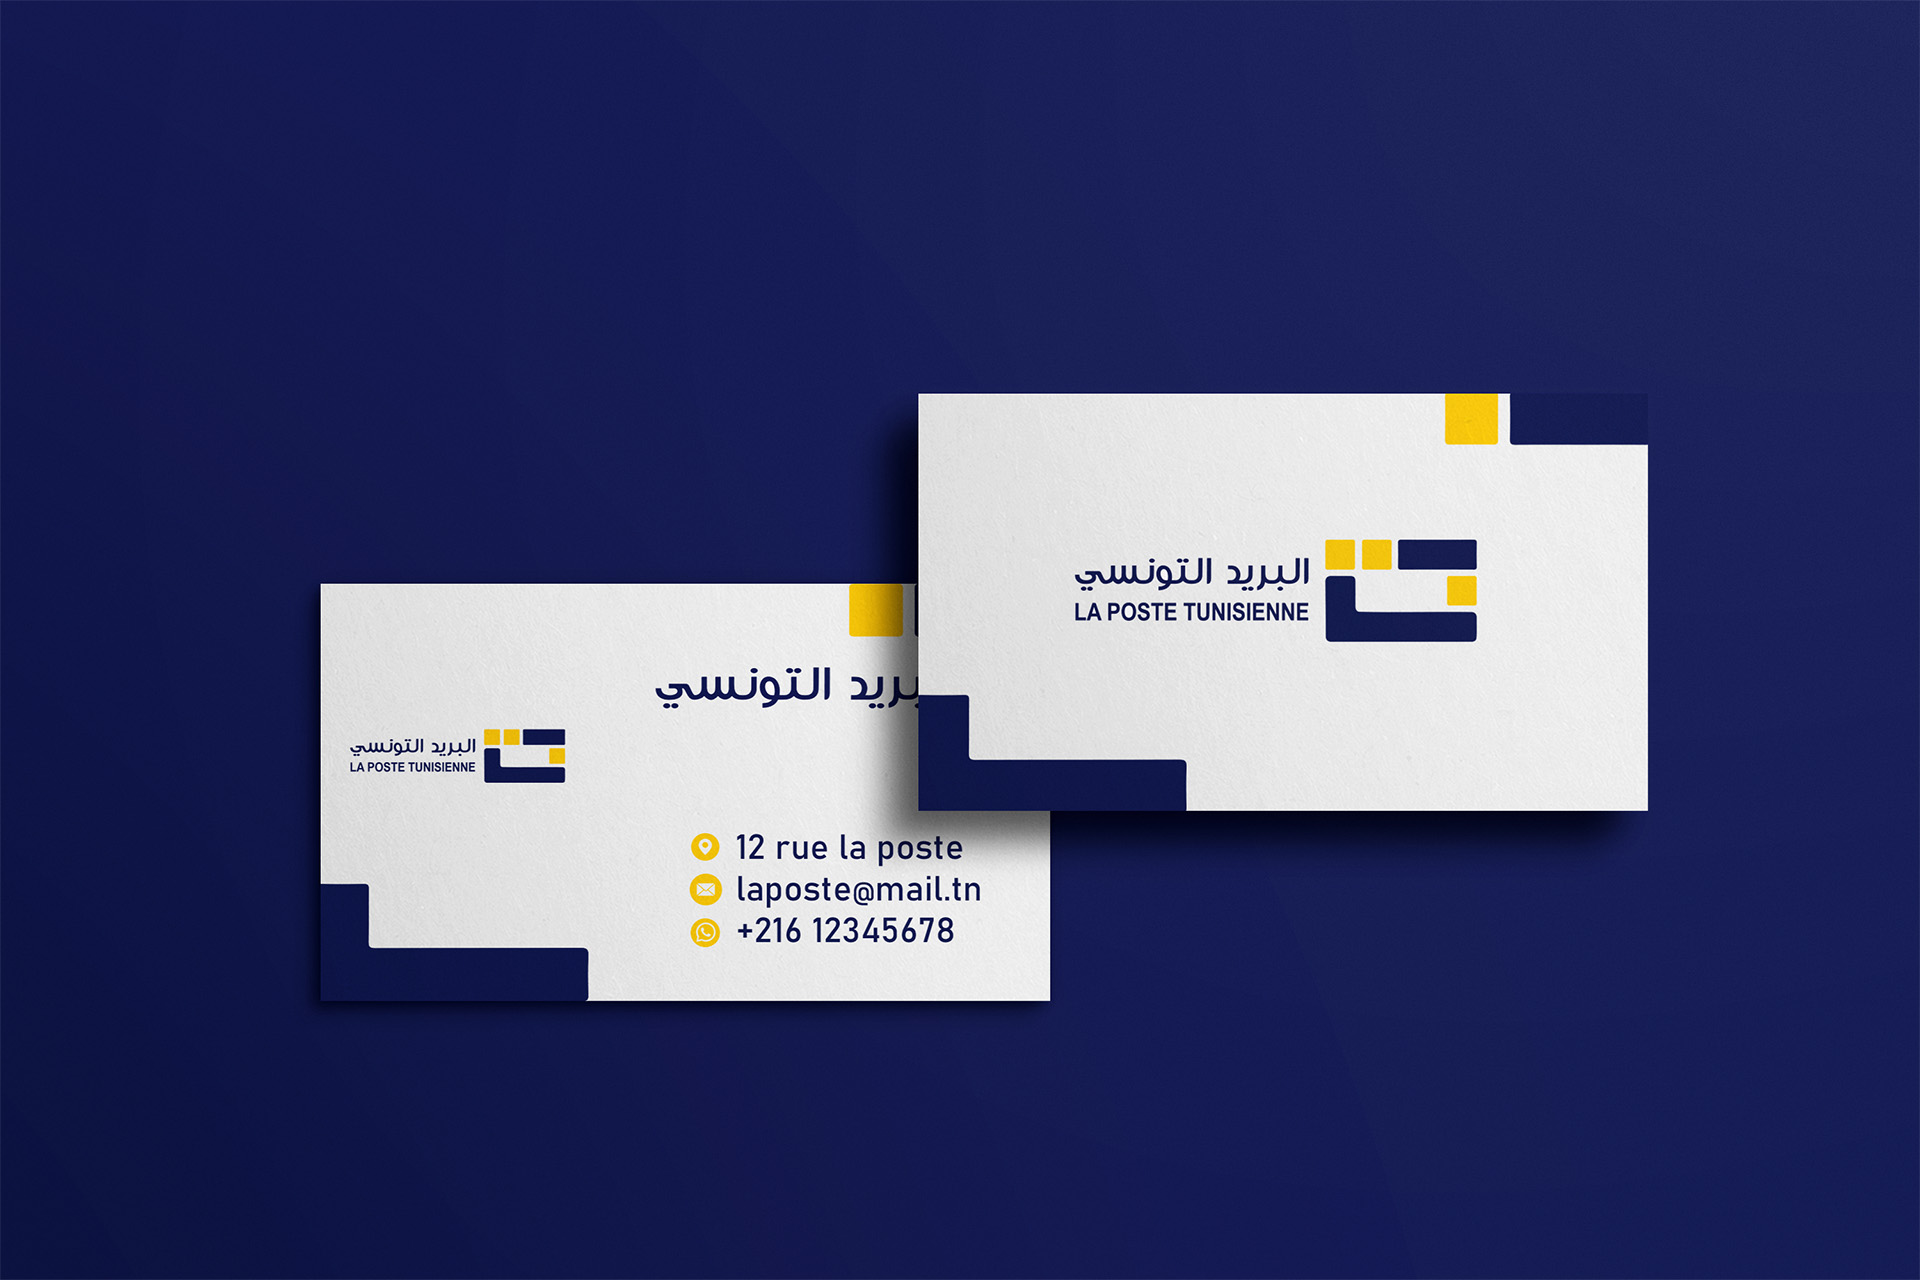 البريد التونسي
LA POSTE TUNISIENNE
التونسي
البريد التونسي
LA POSTE TUNISIENNE
12 rue la poste
laposte@mail.tn
+216 12345678